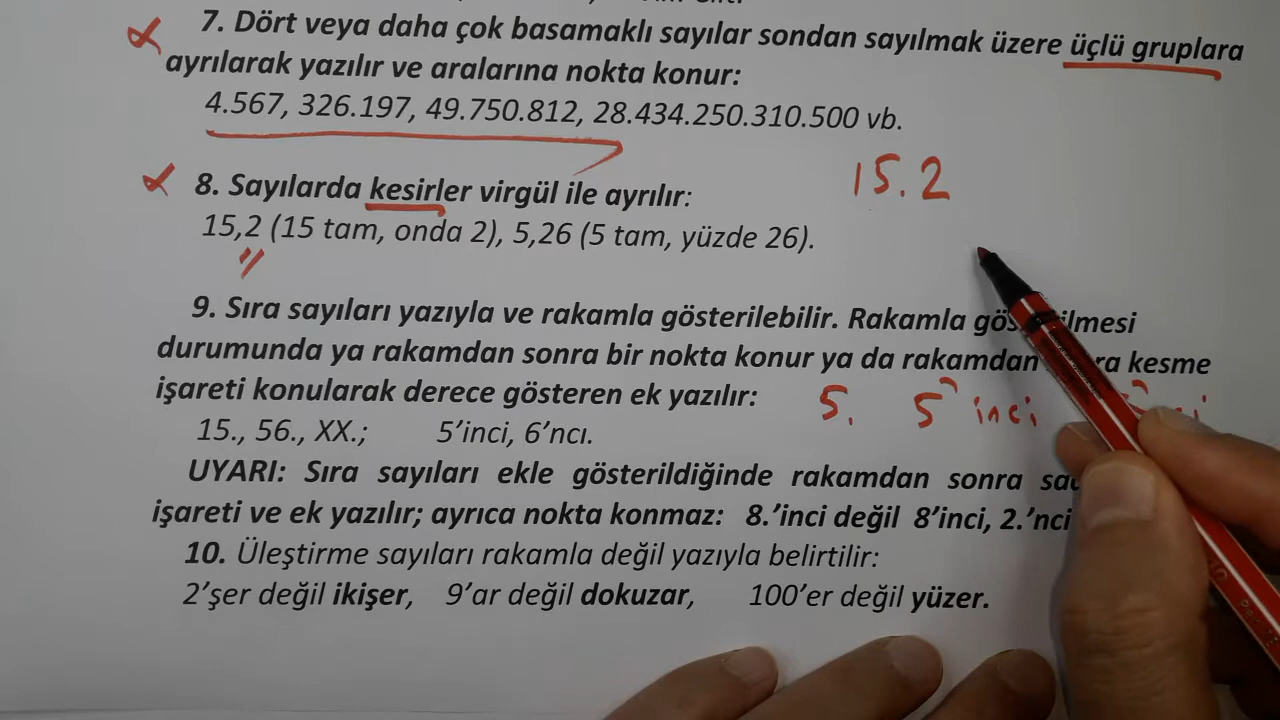 7. Dört veya daha çok basamaklı sayılar sondan sayılmak üzere üçlü gruplara
ayrılarak yazılır ve aralarına nokta konur:
4.567, 326.197, 49.750.812, 28.434.250.310.500 vb.
15.2
8. Sayılarda kesirler virgül ile ayrılır:
15,2 (15 tam, onda 2), 5,26 (5 tam, yüzde 26).
9. Sıra sayıları yazıyla ve rakamla gösterilebilir. Rakamla
durumunda ya rakamdan sonra bir nokta konur ya da rakamdan kesme
işareti konularak derece gösteren ek yazılır:
5. 5'inci
15., 56., XX.; 5'inci, 6'ncı.
UYARI: Sıra sayıları ekle gösterildiğinde rakamdan sonra
işareti ve ek yazılır; ayrıca nokta konmaz: 8.'inci değil 8'inci, 2.'nci
10. Üleştirme sayıları rakamla değil yazıyla belirtilir:
2'şer değil ikişer, 9'ar değil dokuzar, 100'er değil yüzer.